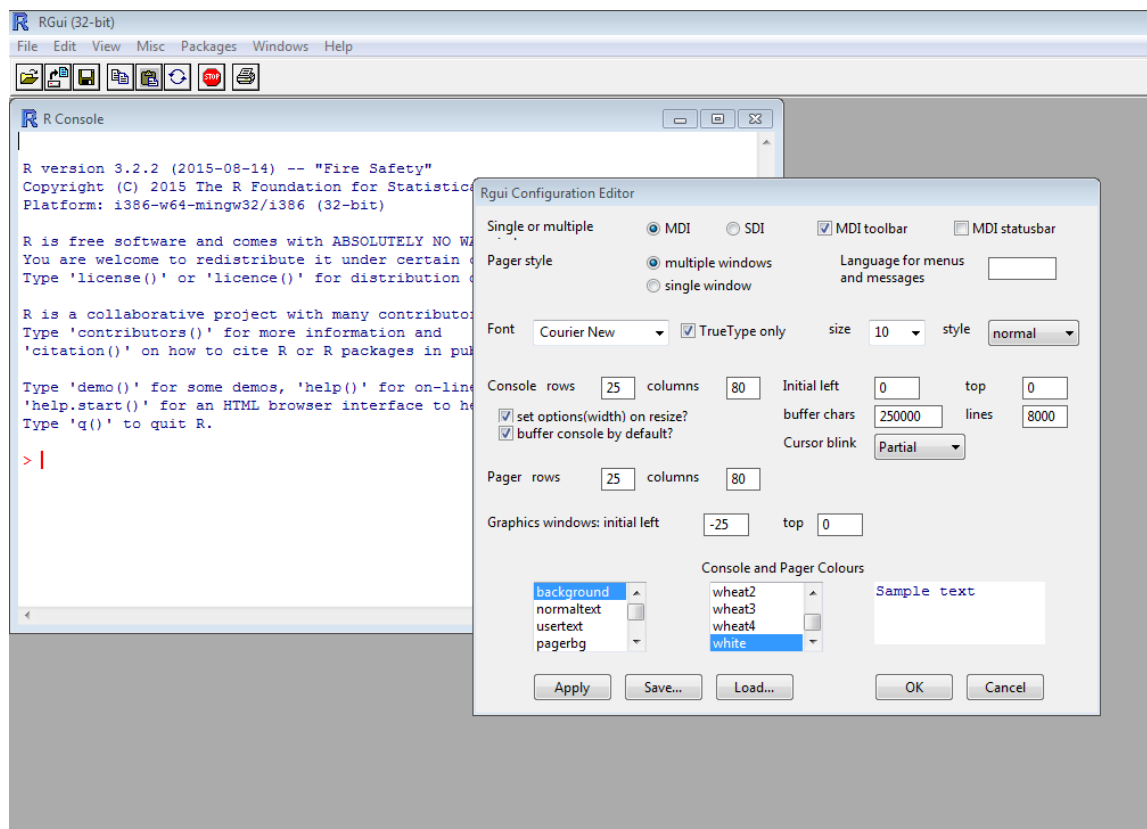 RGui (32-bit)
File Edit View Misc Packages Windows Help
STOP
R Console
R version 3.2.2 (2015-08-14) -- "Fire Safety"
Copyright (C) 2015 The R Foundation for Statistica
Platform: i386-w64-mingw32/i386 (32-bit)
R is free software and comes with ABSOLUTELY NO WA
You are welcome to redistribute it under certain
Type 'license()' or 'licence()' for distribution
R is a collaborative project with many contributor
Type 'contributors()' for more information and
'citation()' on how to cite R or R packages in pub
Type 'demo()' for some demos, 'help()' for on-line
'help.start()' for an HTML browser interface to he
Type 'q()' to quit R.
>
Rgui Configuration Editor
Single or multiple MDI SDI MDI toolbar MDI statusbar
Pager style multiple windows Language for menus
single window and messages
Font Courier New TrueType only size 10 style normal
Console rows 25 columns 80 Initial left 0 top 0
set options(width) on resize? buffer chars 250000 lines 8000
buffer console by default? Cursor blink Partial
Pager rows 25 columns 80
Graphics windows: initial left -25 top 0
Console and Pager Colours
background wheat2 Sample text
normaltext wheat3
usertext wheat4
pagerbg white
Apply Save... Load... OK Cancel